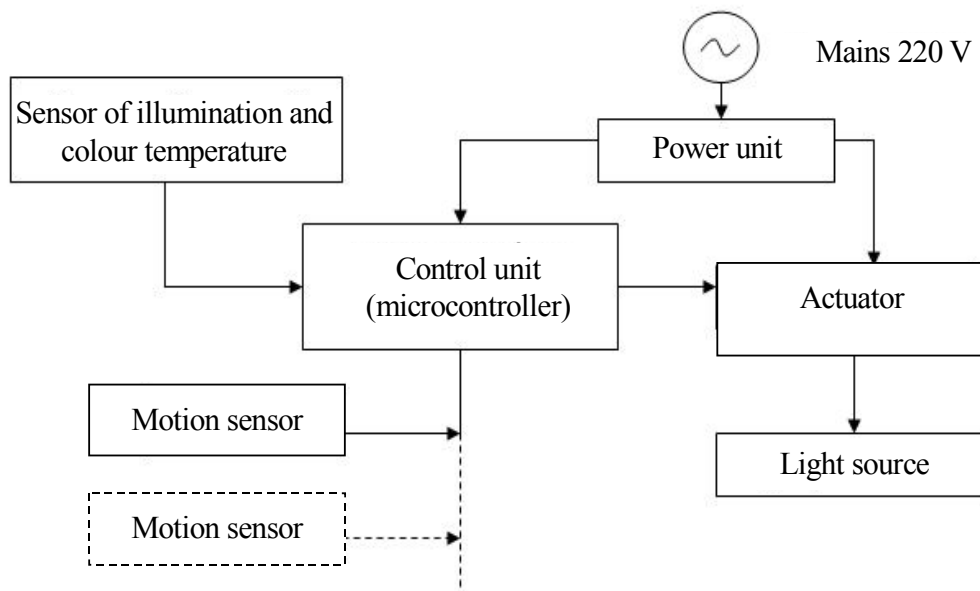 Mains 220 V
Sensor of illumination and
colour temperature
Power unit
Control unit
(microcontroller)
Actuator
Motion sensor
Light source
Motion sensor